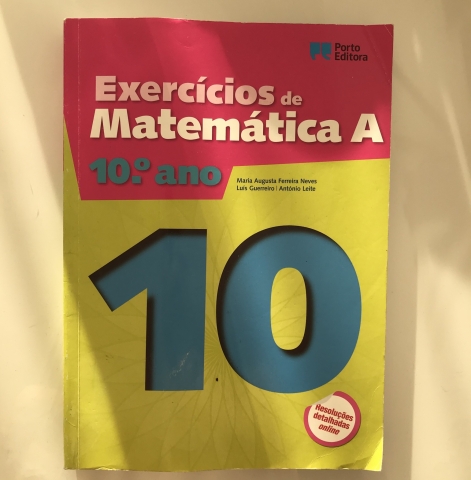 Porto
Editora
Exercícios de
Matemática A
10.º ano
Maria Augusta Ferreira Neves
Luís Guerreiro | António Leite
10
Resoluções
detalhadas
online